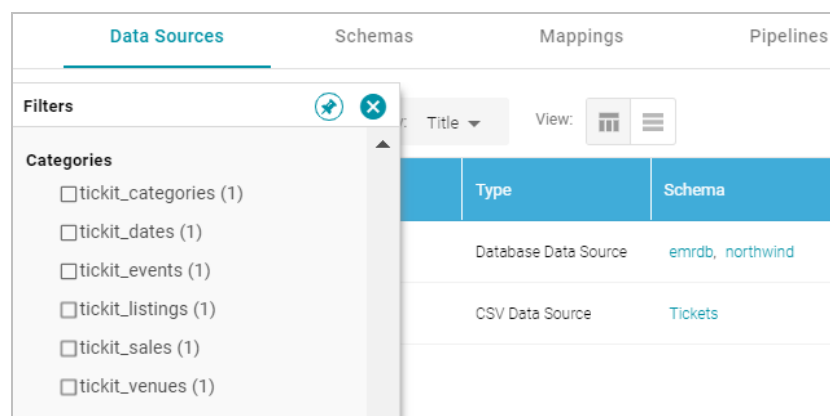 Data Sources Schemas Mappings Pipelines
Filters
Title View:
Categories
tickit_categories (1)
tickit_dates (1)
tickit_events (1)
tickit_listings (1)
tickit_sales (1)
tickit_venues (1)
Type Schema
Database Data Source emrdb, northwind
CSV Data Source Tickets